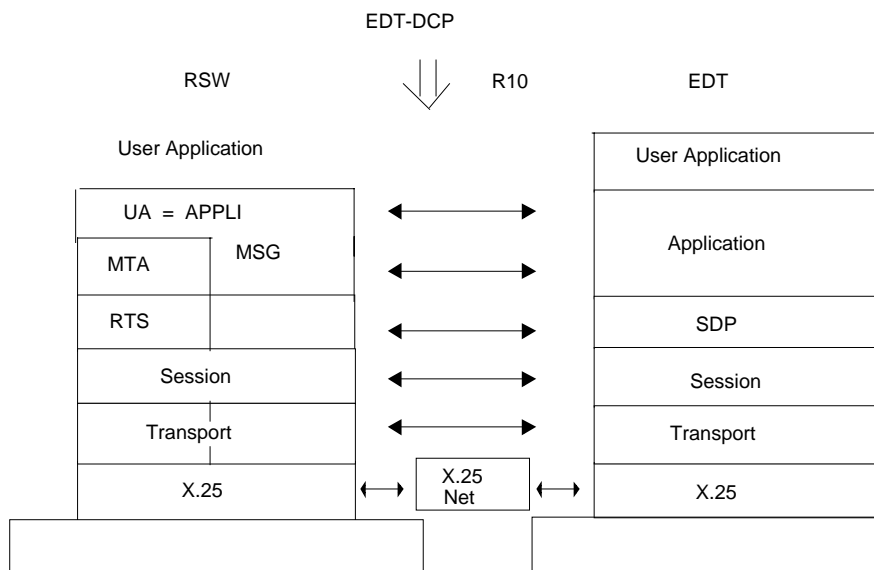 EDT-DCP
RSW R10 EDT
User Application
User Application
UA = APPLI
MSG
MTA
Application
RTS
SDP
Session
Session
Transport
Transport
X.25
X.25
Net
X.25